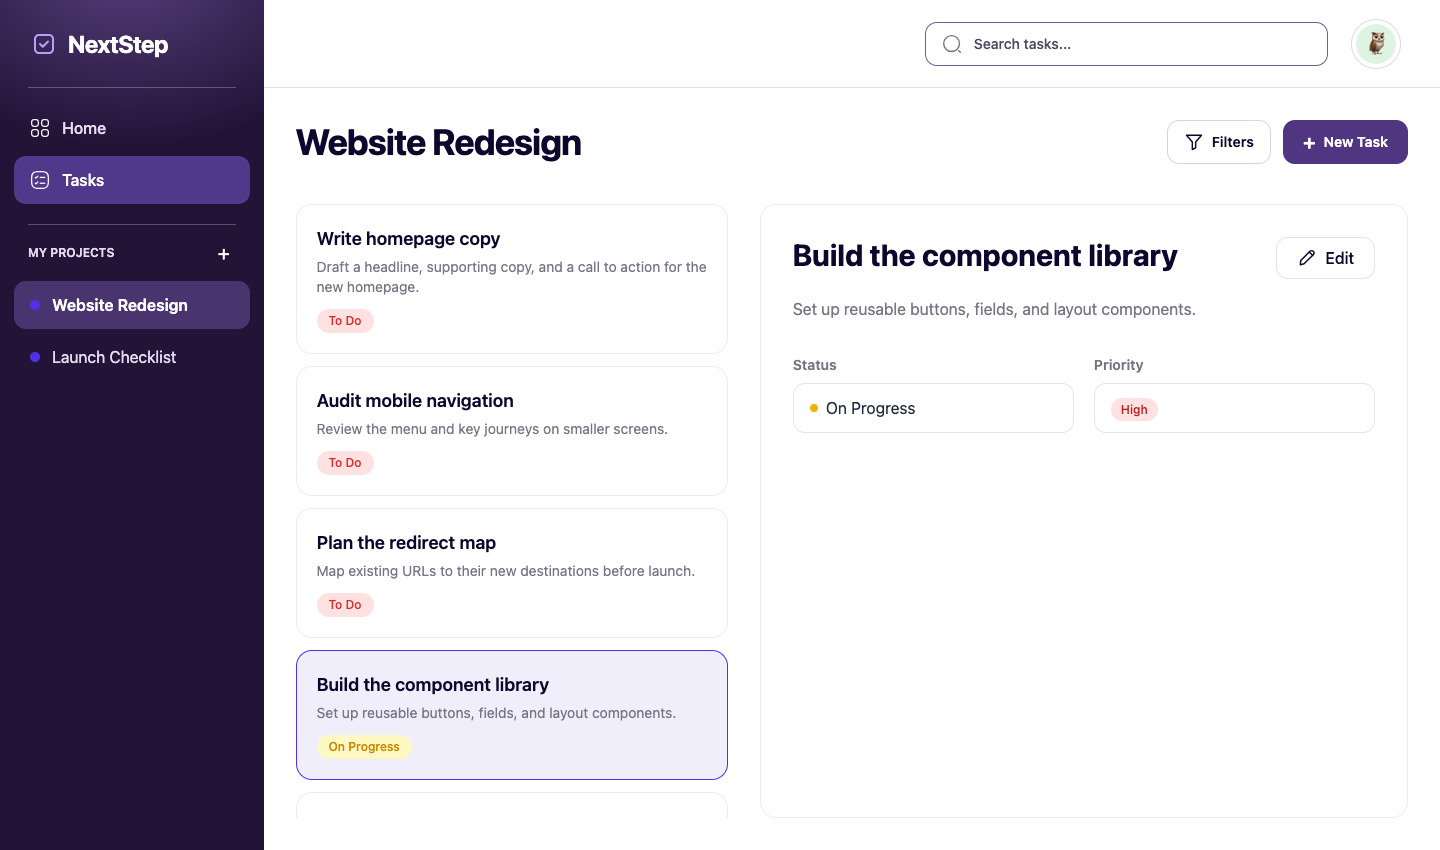 NextStep
Search tasks...
Home
Tasks
MY PROJECTS
Website Redesign
Launch Checklist
Website Redesign
Filters
New Task
Write homepage copy
Draft a headline, supporting copy, and a call to action for the
new homepage.
To Do
Audit mobile navigation
Review the menu and key journeys on smaller screens.
To Do
Plan the redirect map
Map existing URLs to their new destinations before launch.
To Do
Build the component library
Set up reusable buttons, fields, and layout components.
On Progress
Build the component library
Edit
Set up reusable buttons, fields, and layout components.
Status
Priority
On Progress
High